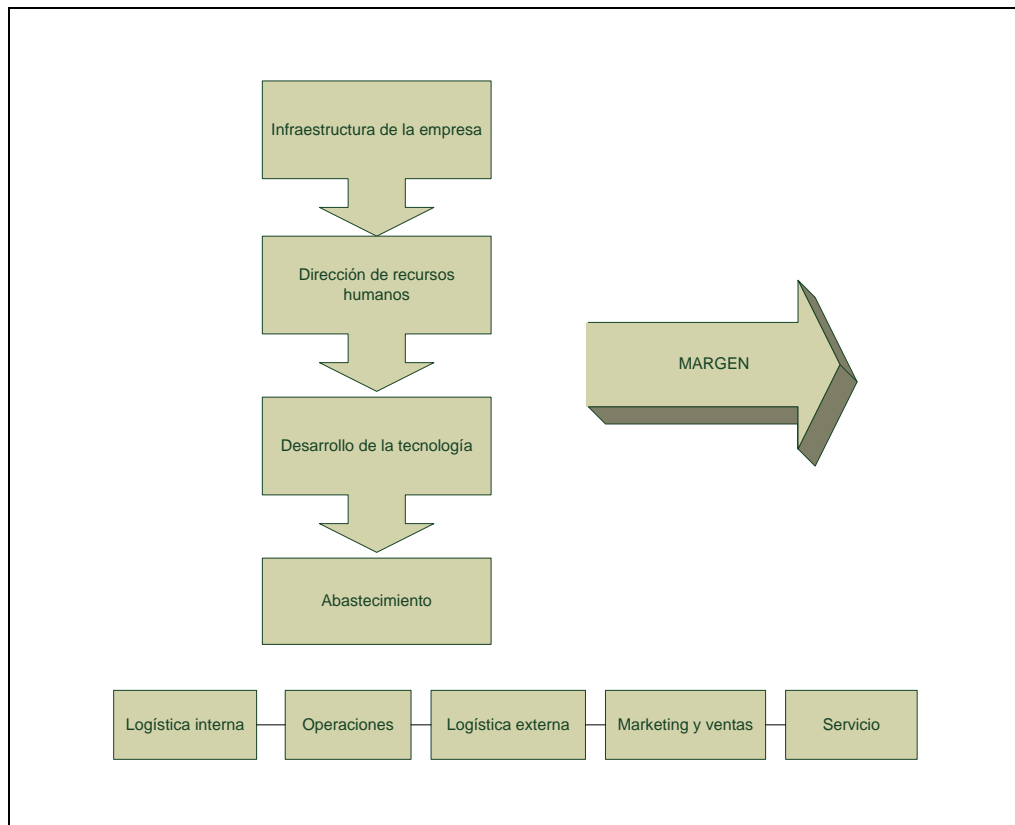 Infraestructura de la empresa
Dirección de recursos
humanos
MARGEN
Desarrollo de la tecnología
Abastecimiento
Logística interna
Operaciones
Logística externa
Marketing y ventas
Servicio